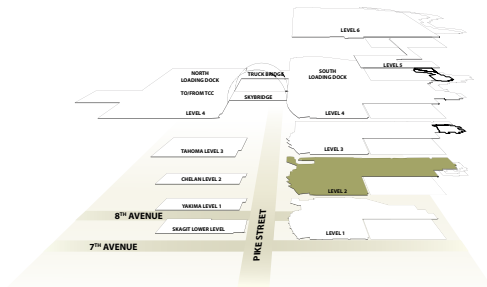 LEVEL 6
LEVEL 5
NORTH
LOADING DOCK
TRUCK BRIDGE
SOUTH
LOADING DOCK
TO/FROM TCC
SKYBRIDGE
LEVEL 4
LEVEL 4
TAHOMA LEVEL 3
LEVEL 3
CHELAN LEVEL 2
LEVEL 2
YAKIMA LEVEL 1
8TH AVENUE
SKAGIT LOWER LEVEL
LEVEL 1
PIKE STREET
7TH AVENUE